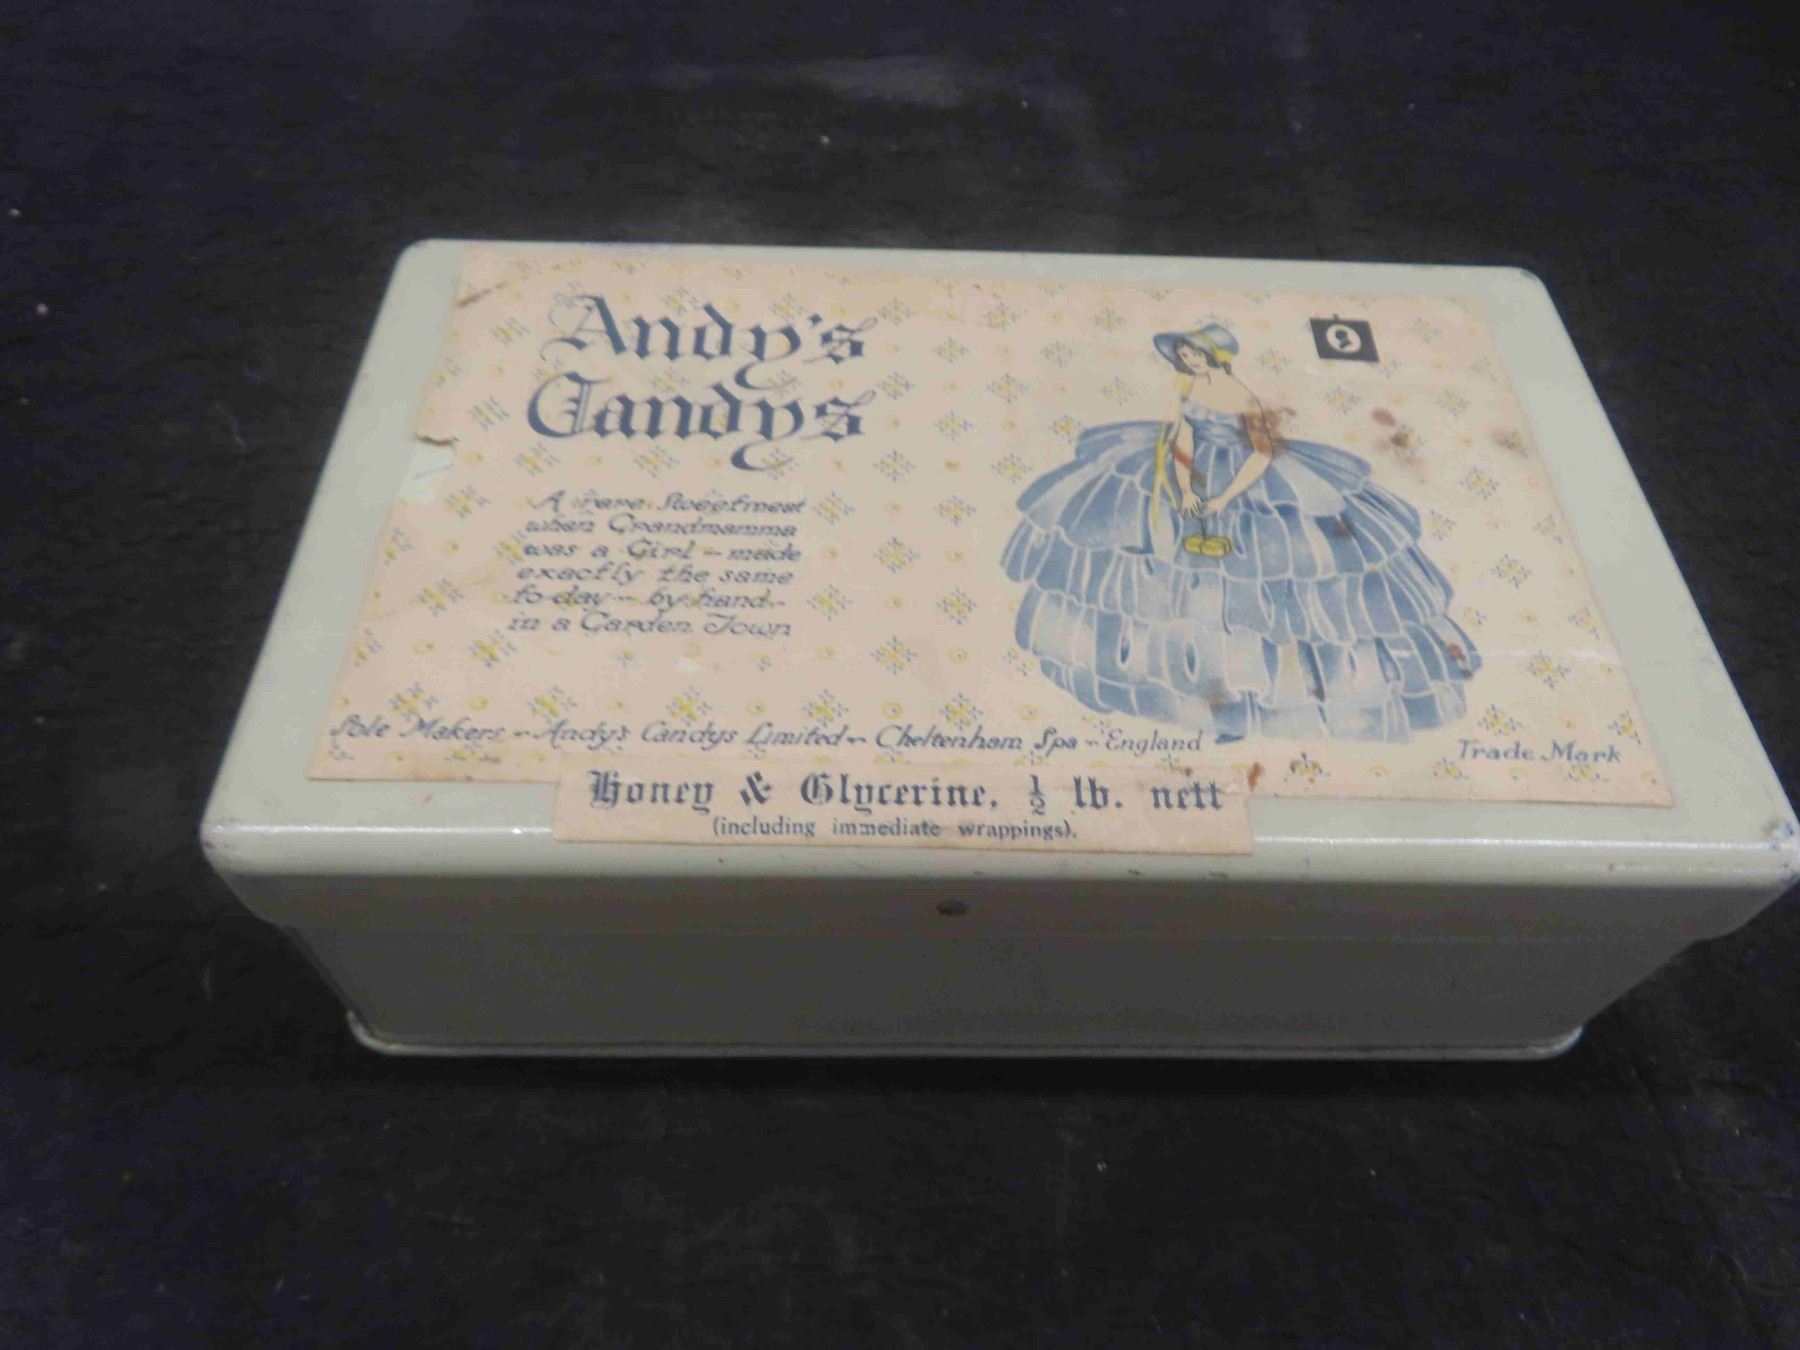 Andy's
Candys
A rare Sweetmeat
when Grandmamma
was a Girl - made
exactly the same
to-day - by hand -
in a Garden Town
Sole Makers - Andy's Candys Limited - Cheltenham Spa - England
Trade Mark
Honey & Glycerine, ½ lb. nett
(including immediate wrappings).